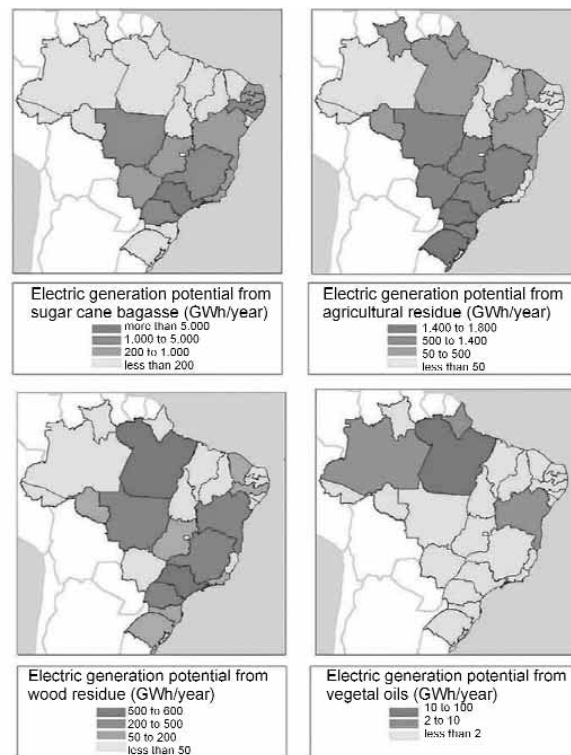 Electric generation potential from
sugar cane bagasse (GWh/year)
more than 5.000
1.000 to 5.000
200 to 1.000
less than 200
Electric generation potential from
agricultural residue (GWh/year)
1.400 to 1.800
500 to 1.400
50 to 500
less than 50
Electric generation potential from
wood residue (GWh/year)
500 to 600
200 to 500
50 to 200
less than 50
Electric generation potential from
vegetal oils (GWh/year)
10 to 100
2 to 10
less than 2